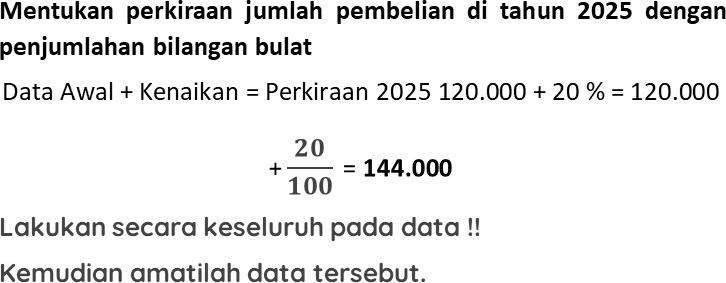 Mentukan perkiraan jumlah pembelian di tahun 2025 dengan
penjumlahan bilangan bulat
Data Awal + Kenaikan = Perkiraan 2025 120.000 + 20 % = 120.000
+ 20/100 = 144.000
Lakukan secara keseluruh pada data !!
Kemudian amatilah data tersebut.